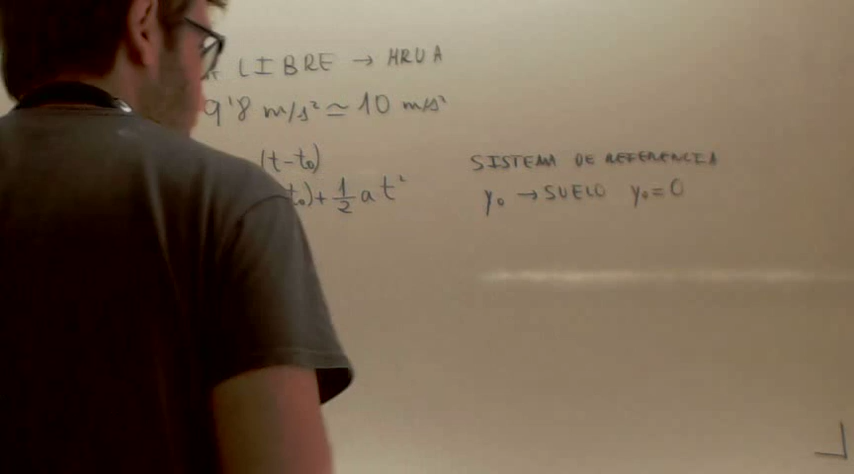 LIBRE → MRUA
9'8 m/s² ≃ 10 m/s²
(t-t₀)
t₀)+ 1/2 a t²
SISTEMA DE REFERENCIA
y₀ → SUELO y₀=0